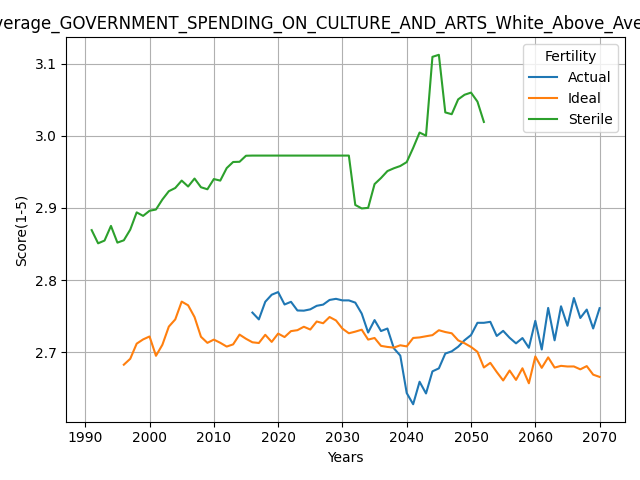 verage_GOVERNMENT_SPENDING_ON_CULTURE_AND_ARTS_White_Above_Ave
Fertility
Actual
Ideal
Sterile
Score(1-5)
3.1
3.0
2.9
2.8
2.7
1990 2000 2010 2020 2030 2040 2050 2060 2070
Years